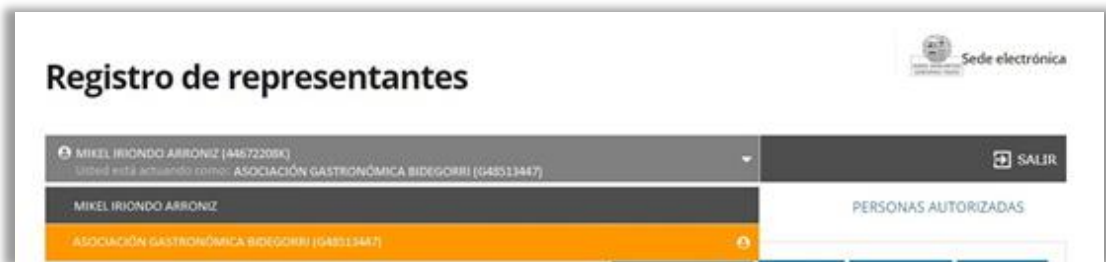 Sede electrónica
Registro de representantes
MIKEL IRIONDO ARRONIZ (44672208K)
Usted está actuando como: ASOCIACIÓN GASTRONÓMICA BIDEGORRI (G48513447)
SALIR
MIKEL IRIONDO ARRONIZ
PERSONAS AUTORIZADAS
ASOCIACIÓN GASTRONÓMICA BIDEGORRI (G48513447)